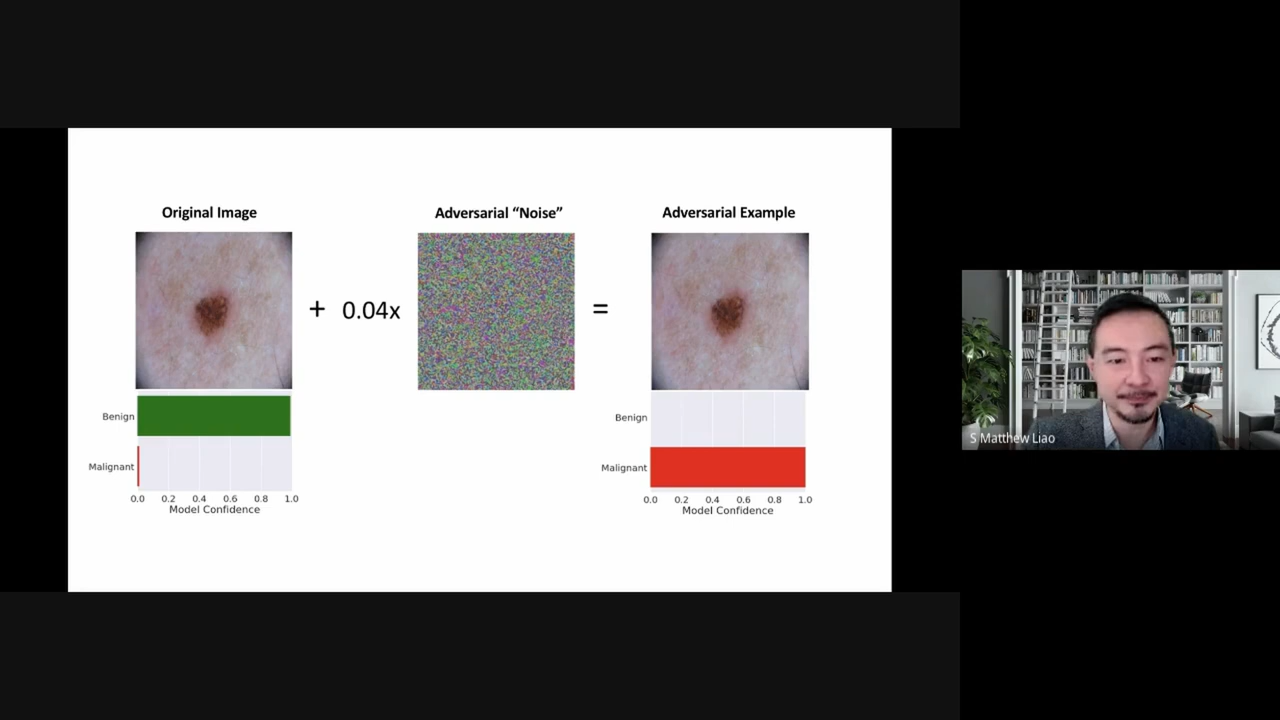 Original Image
Adversarial “Noise”
Adversarial Example
+ 0.04x =
Benign
Malignant
0.0 0.2 0.4 0.6 0.8 1.0
Model Confidence
Benign
Malignant
0.0 0.2 0.4 0.6 0.8 1.0
Model Confidence
S Matthew Liao